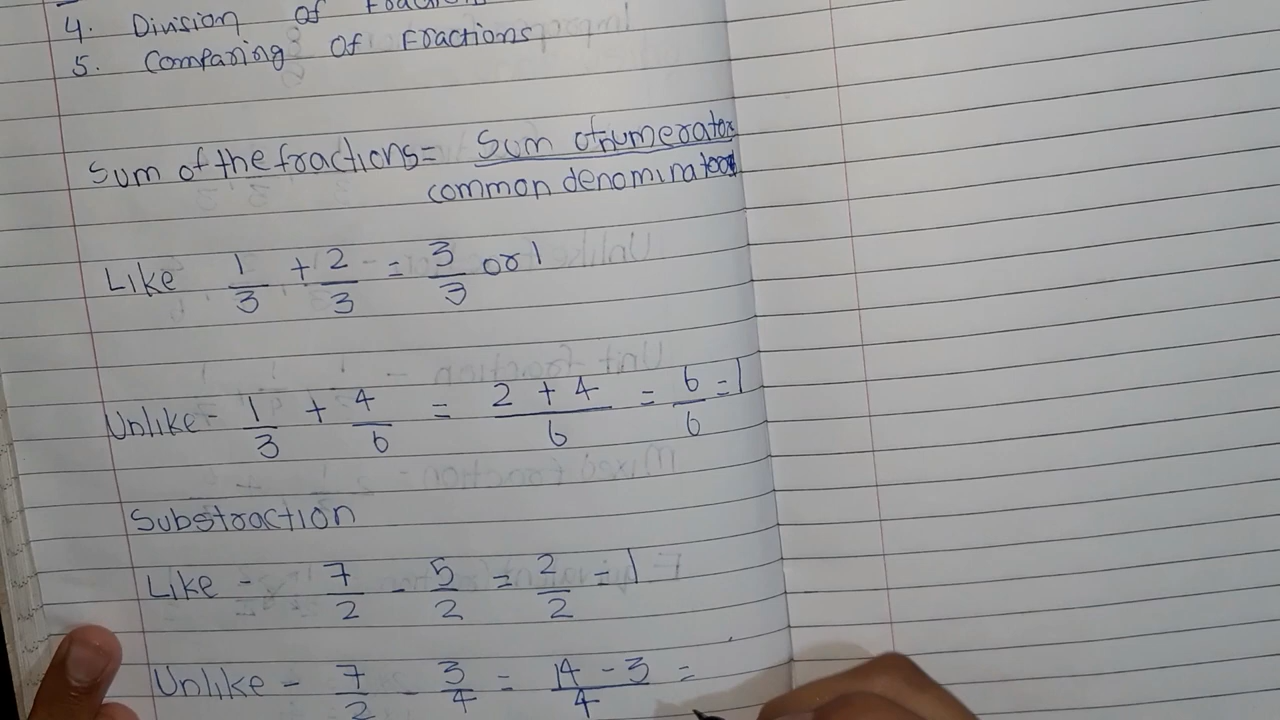 4. Division of
5. Comparing of Fractions
Sum of the fractions = Sum of numerator / common denominator
Like 1/3 + 2/3 = 3/3 or 1
Unlike - 1/3 + 4/6 = 2 + 4 / 6 = 6/6 = 1
Substraction
Like - 7/2 - 5/2 = 2/2 = 1
Unlike - 7/2 - 3/4 = 14 - 3 / 4 =